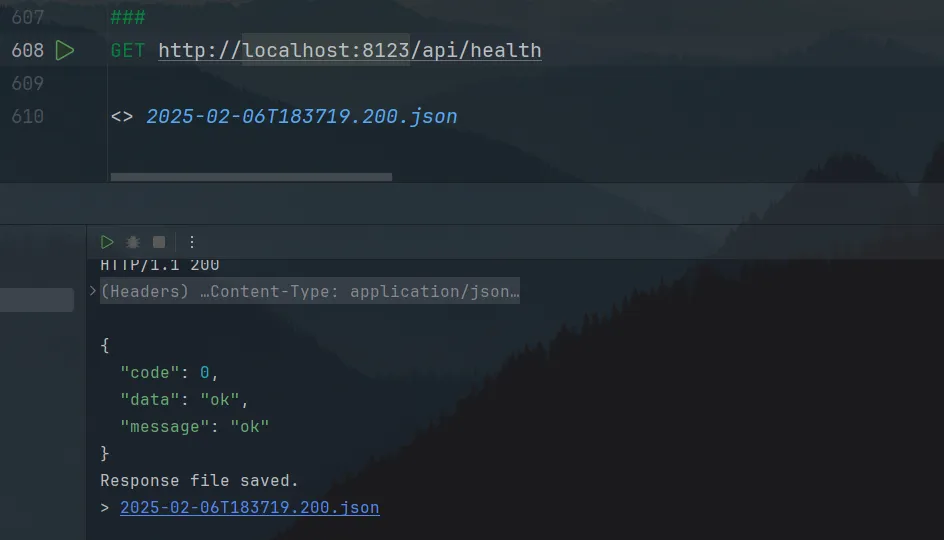 607 ###
608 GET http://localhost:8123/api/health
609
610 <> 2025-02-06T183719.200.json
HTTP/1.1 200
(Headers) …Content-Type: application/json…
{
"code": 0,
"data": "ok",
"message": "ok"
}
Response file saved.
> 2025-02-06T183719.200.json